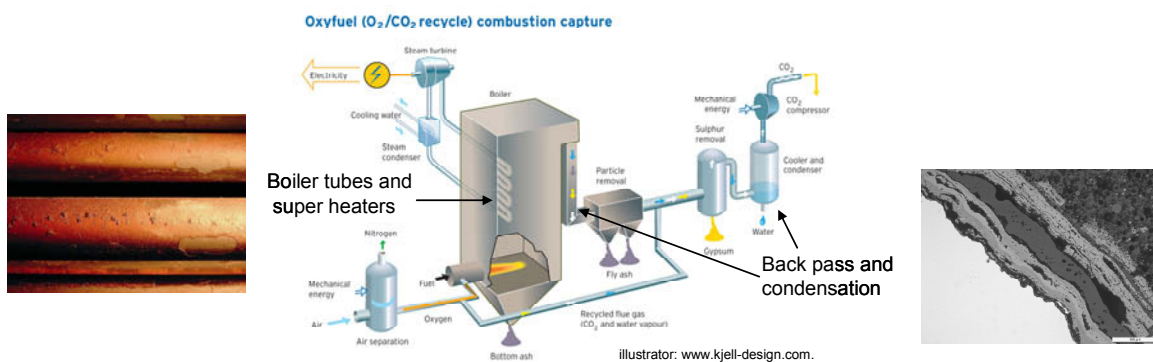 Oxyfuel (O₂/CO₂ recycle) combustion capture
Steam turbine
Electricity
Boiler
Cooling water
Steam
condenser
Boiler tubes and
super heaters
Nitrogen
Mechanical
energy
Air
Air separation
Fuel
Oxygen
Bottom ash
Recycled flue gas
(CO₂ and water vapour)
Particle
removal
Fly ash
Sulphur
removal
Gypsum
Mechanical
energy
CO₂
CO₂
compressor
Cooler and
condenser
Water
Back pass and
condensation
illustrator: www.kjell-design.com.